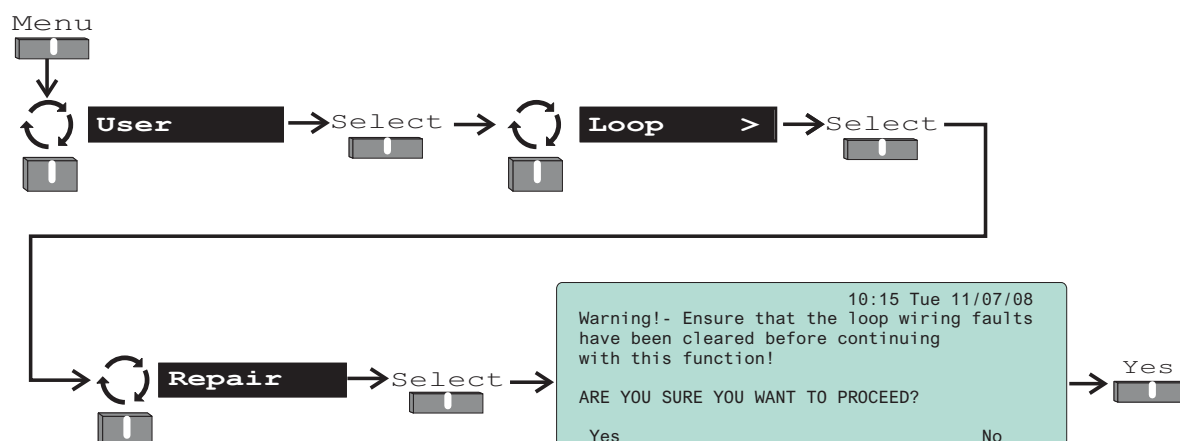 Menu
User Select Loop > Select
Repair Select
10:15 Tue 11/07/08
Warning!- Ensure that the loop wiring faults
have been cleared before continuing
with this function!
ARE YOU SURE YOU WANT TO PROCEED?
Yes No
Yes